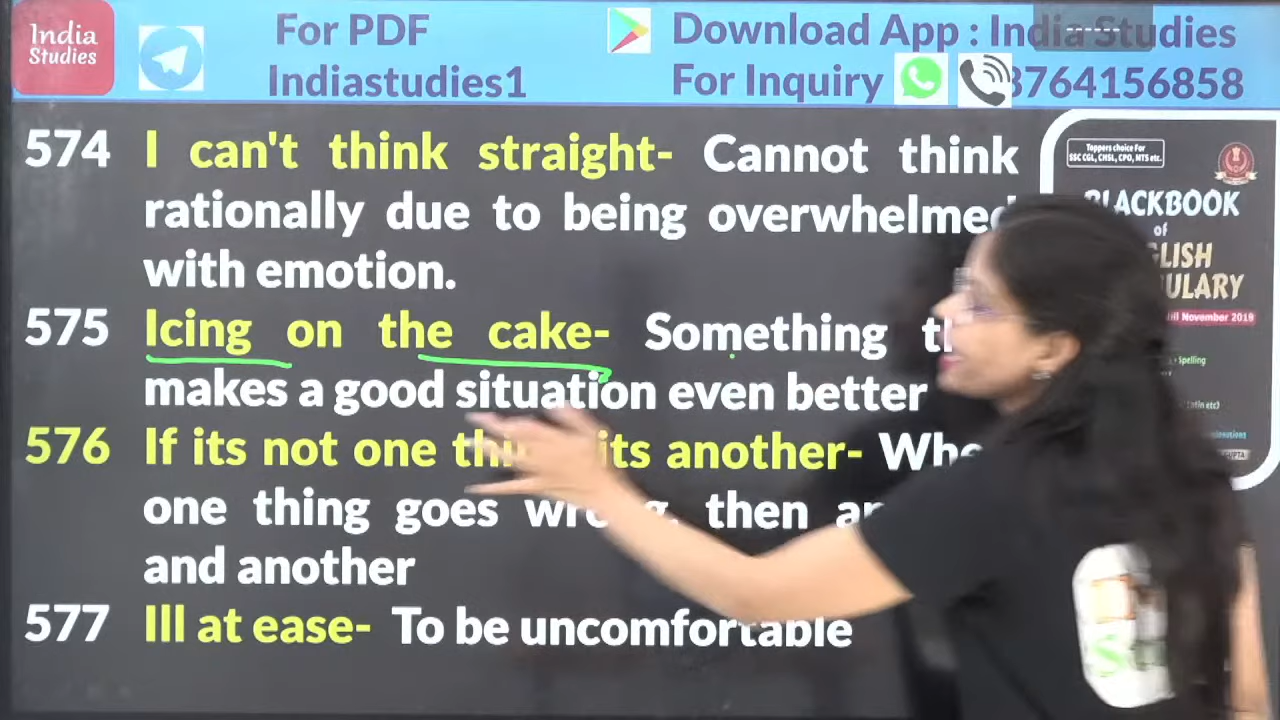 India
Studies
For PDF
Indiastudies1
Download App : India Studies
For Inquiry 8764156858
Toppers choice For
SSC CGL, CHSL, CPO, MTS etc.
BLACKBOOK
of
November 2019
Spelling
GUPTA
574 I can't think straight- Cannot think
rationally due to being overwhelmed
with emotion.
575 Icing on the cake- Something
makes a good situation even better
576 If its not one its another-
one thing goes then
and another
577 Ill at ease- To be uncomfortable